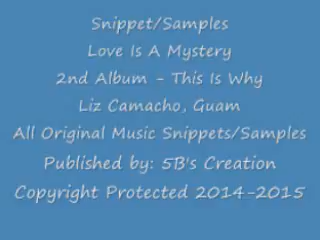 Snippet/Samples
Love Is A Mystery
2nd Album - This Is Why
Liz Camacho, Guam
All Original Music Snippets/Samples
Published by: 5B's Creation
Copyright Protected 2014-2015